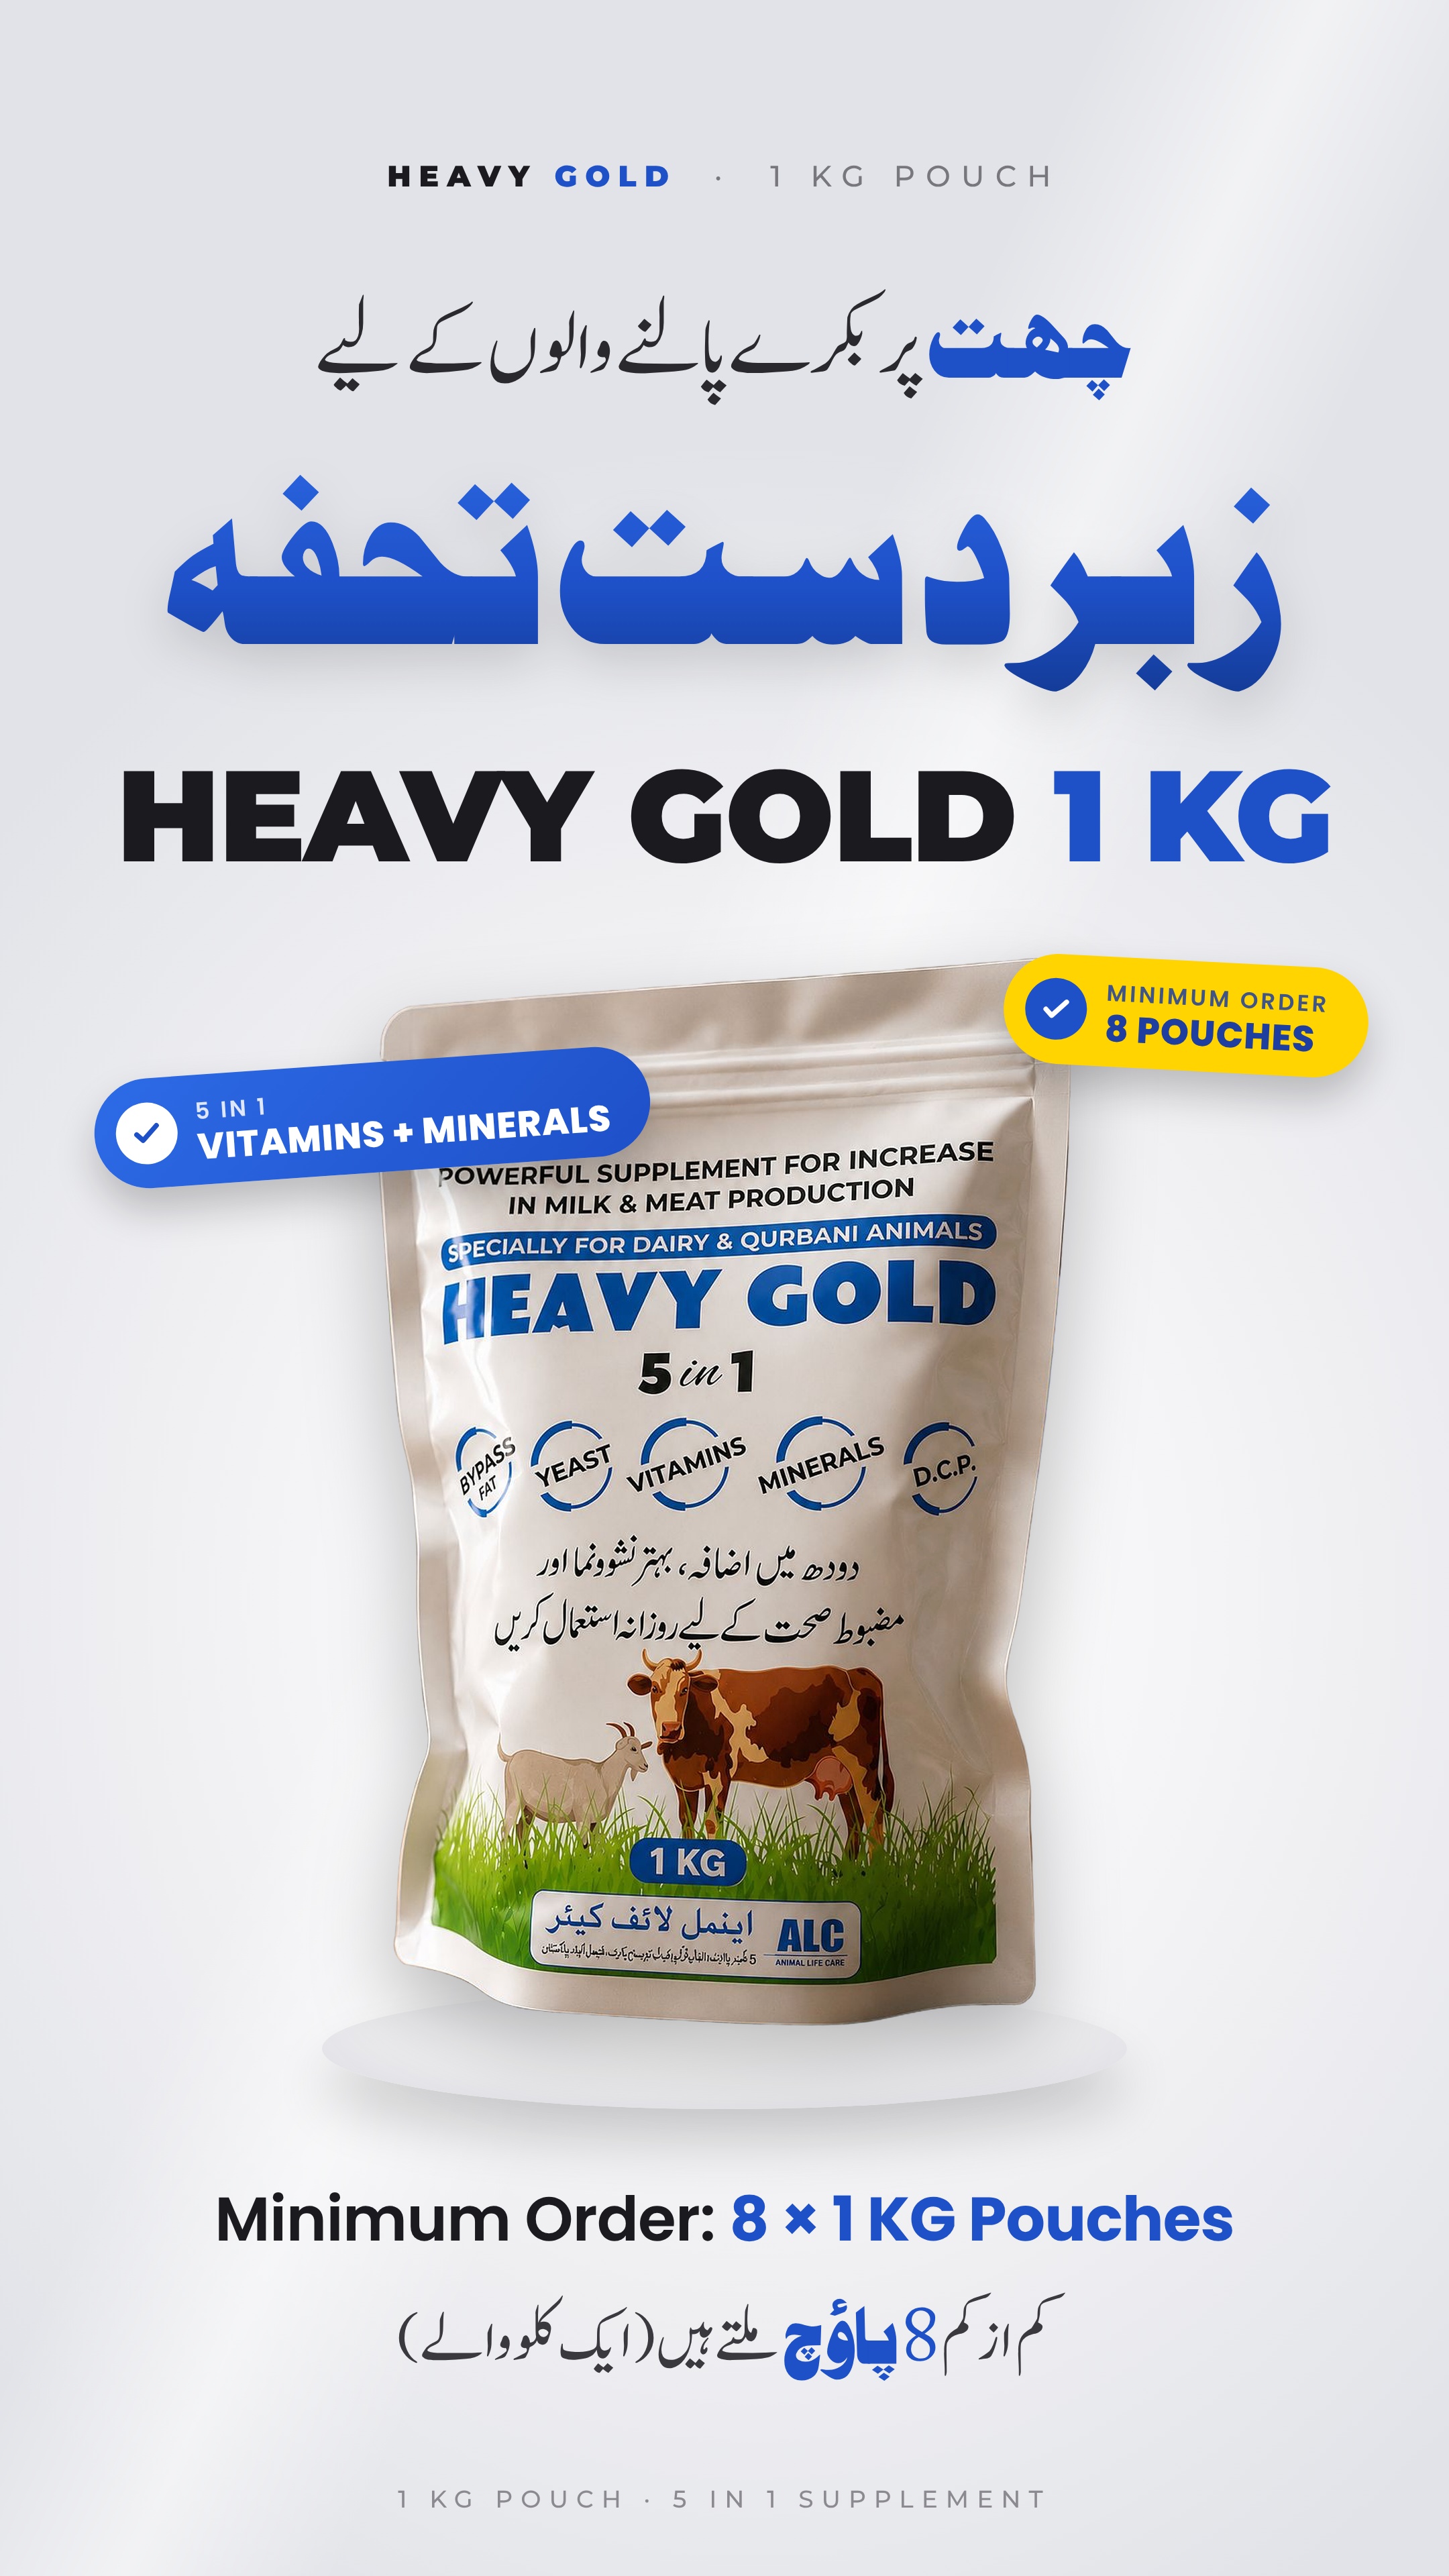 HEAVY GOLD · 1 KG POUCH
چھت پر بکرے پالنے والوں کے لیے
زبردست تحفہ
HEAVY GOLD 1 KG
MINIMUM ORDER
8 POUCHES
5 IN 1
VITAMINS + MINERALS
POWERFUL SUPPLEMENT FOR INCREASE
IN MILK & MEAT PRODUCTION
SPECIALLY FOR DAIRY & QURBANI ANIMALS
HEAVY GOLD
5 in 1
BYPASS FAT YEAST VITAMINS MINERALS D.C.P.
دودھ میں اضافہ، بہتر نشوونما اور
مضبوط صحت کے لیے روزانہ استعمال کریں
1 KG
اینمل لائف کیئر
ALC
ANIMAL LIFE CARE
Minimum Order: 8 × 1 KG Pouches
کم از کم 8 پاؤچ ملتے ہیں (ایک کلو والے)
1 KG POUCH · 5 IN 1 SUPPLEMENT